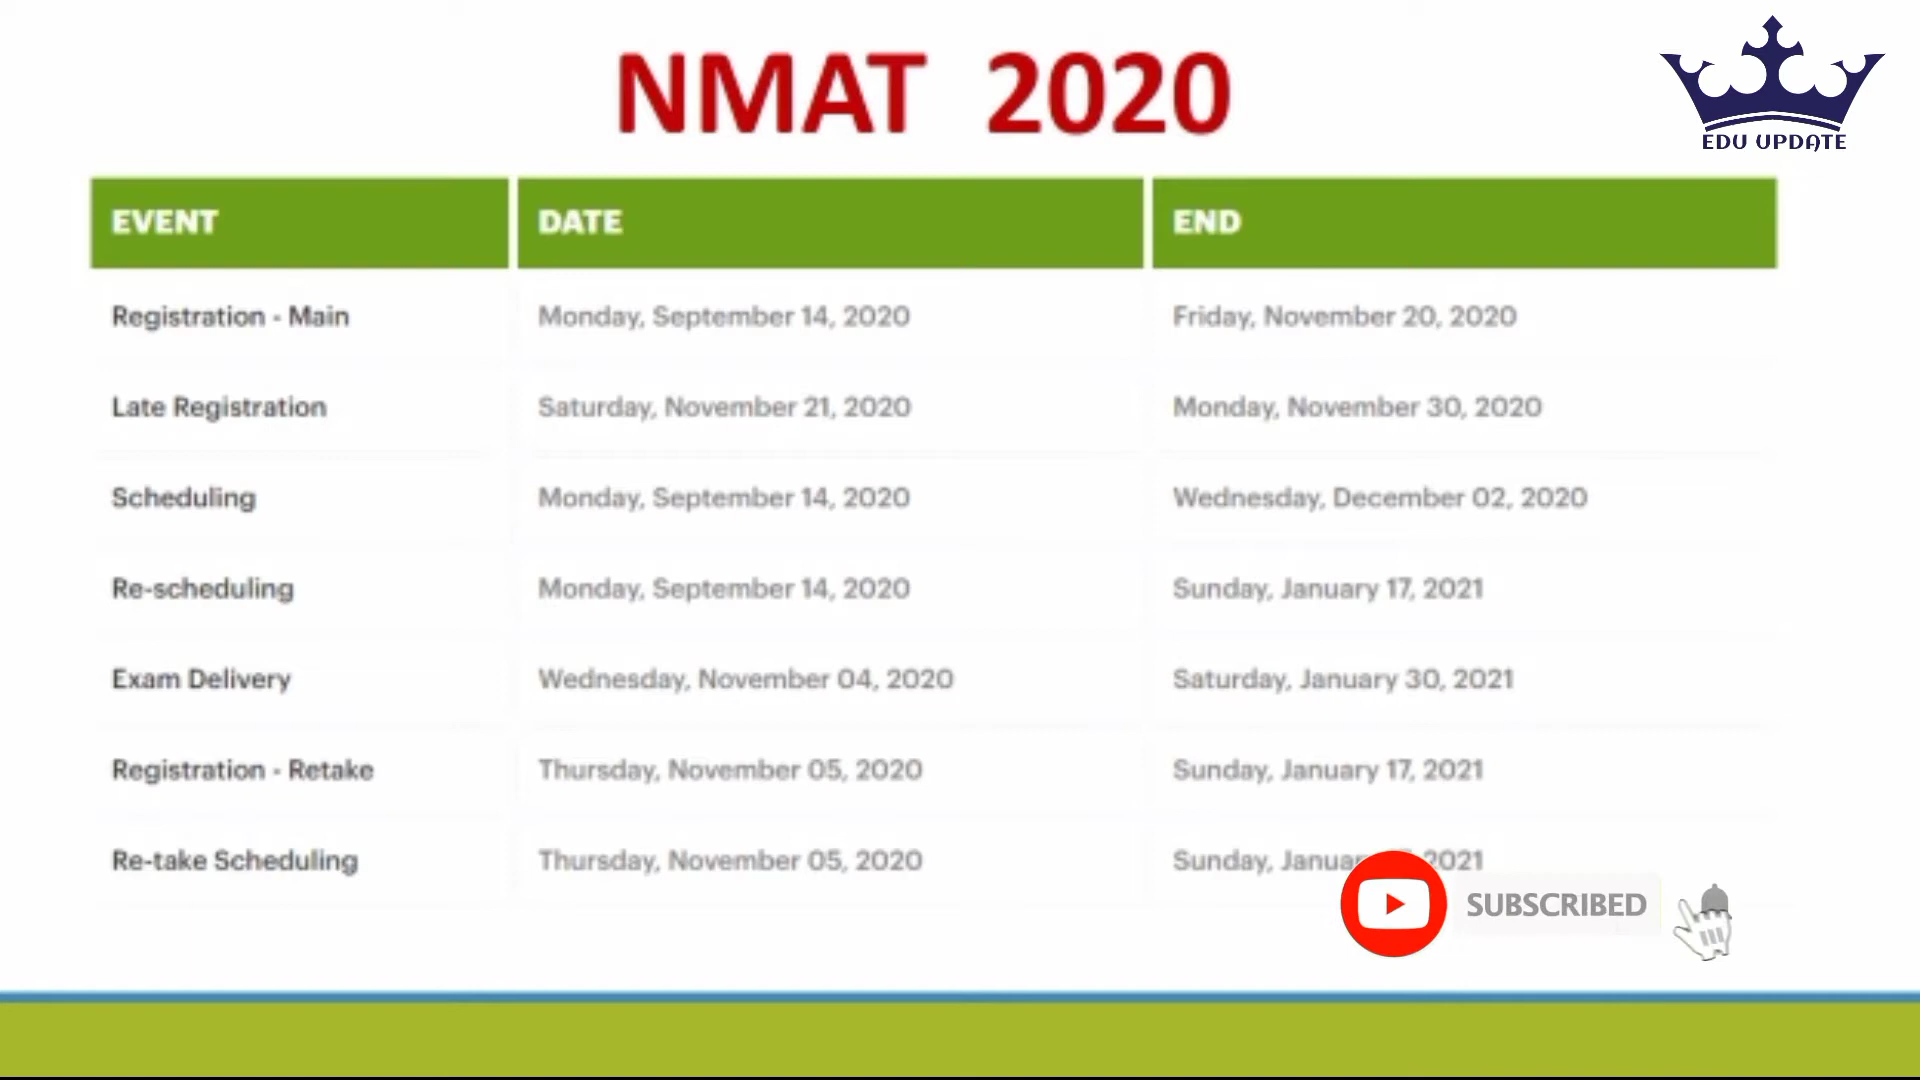 NMAT 2020
EDU UPDATE
EVENT DATE END
Registration - Main Monday, September 14, 2020 Friday, November 20, 2020
Late Registration Saturday, November 21, 2020 Monday, November 30, 2020
Scheduling Monday, September 14, 2020 Wednesday, December 02, 2020
Re-scheduling Monday, September 14, 2020 Sunday, January 17, 2021
Exam Delivery Wednesday, November 04, 2020 Saturday, January 30, 2021
Registration - Retake Thursday, November 05, 2020 Sunday, January 17, 2021
Re-take Scheduling Thursday, November 05, 2020 Sunday, 2021
SUBSCRIBED